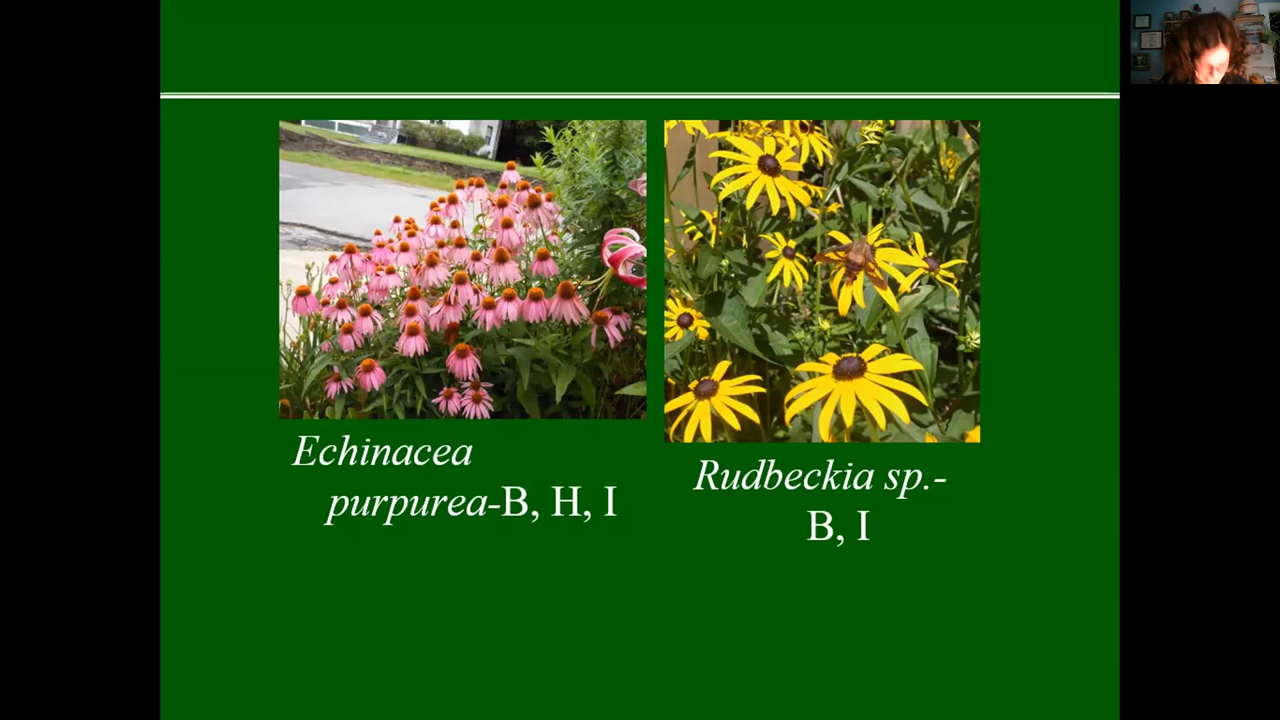 Echinacea
purpurea-B, H, I
Rudbeckia sp.-
B, I